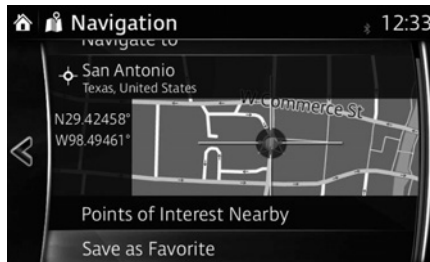 Navigation
12:33
Navigate to
San Antonio
Texas, United States
W Commerce St
N29.42458°
W98.49461°
Points of Interest Nearby
Save as Favorite